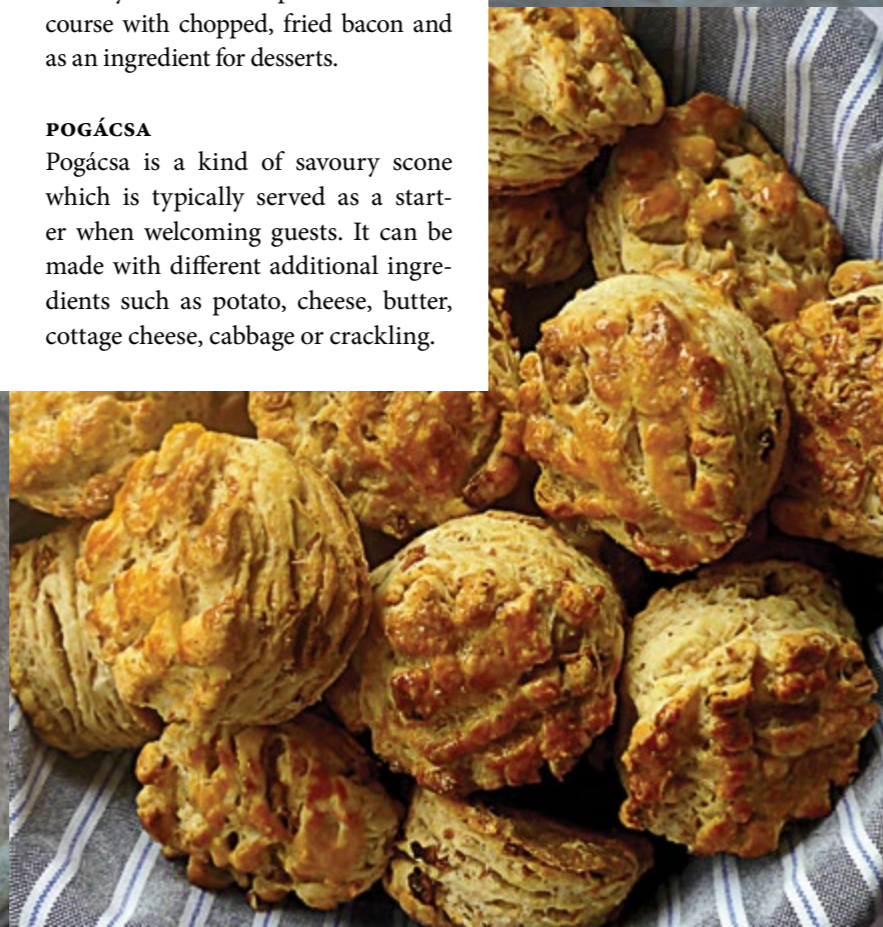 course with chopped, fried bacon and
as an ingredient for desserts.
POGÁCSA
Pogácsa is a kind of savoury scone
which is typically served as a start-
er when welcoming guests. It can be
made with different additional ingre-
dients such as potato, cheese, butter,
cottage cheese, cabbage or crackling.